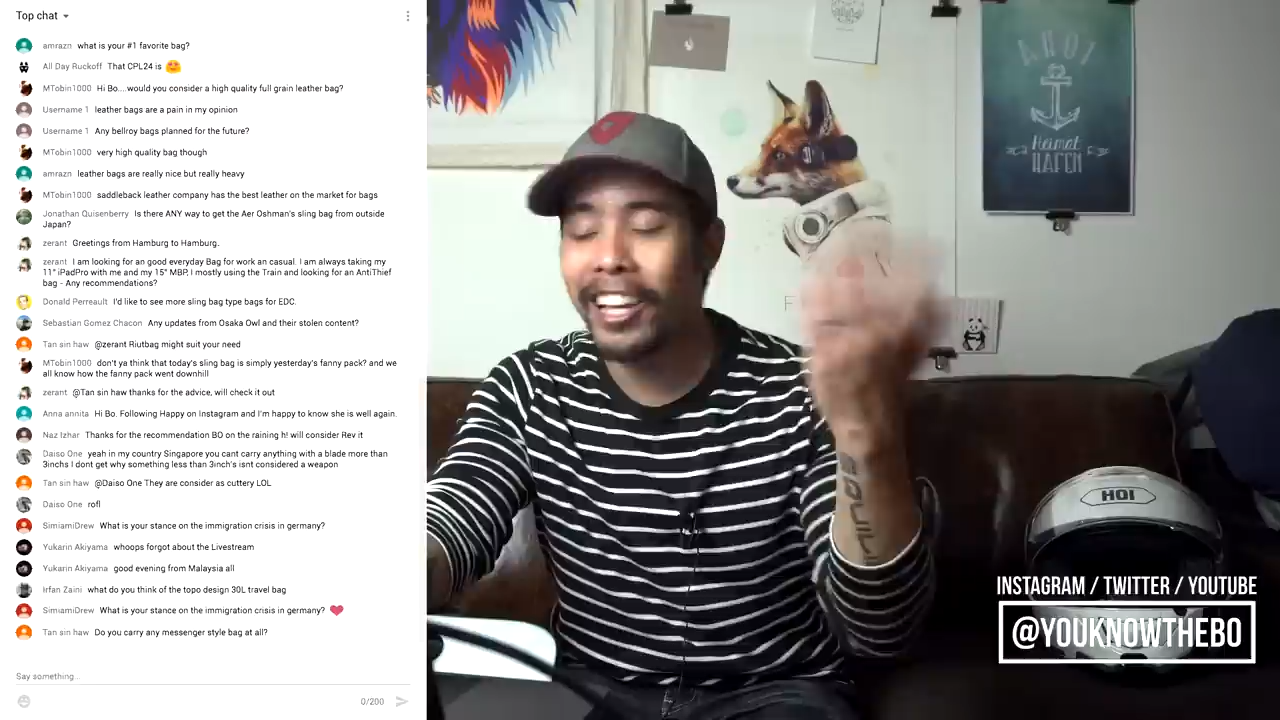 Top chat
amrazn what is your #1 favorite bag?
All Day Ruckoff That CPL24 is 😍
MTobin1000 Hi Bo....would you consider a high quality full grain leather bag?
Username 1 leather bags are a pain in my opinion
Username 1 Any bellroy bags planned for the future?
MTobin1000 very high quality bag though
amrazn leather bags are really nice but really heavy
MTobin1000 saddleback leather company has the best leather on the market for bags
Jonathan Quisenberry Is there ANY way to get the Aer Oshman's sling bag from outside
Japan?
zerant Greetings from Hamburg to Hamburg.
zerant I am looking for an good everyday Bag for work an casual. I am always taking my
11" iPadPro with me and my 15" MBP. I mostly using the Train and looking for an AntiThief
bag - Any recommendations?
Donald Perreault I'd like to see more sling bag type bags for EDC.
Sebastian Gomez Chacon Any updates from Osaka Owl and their stolen content?
Tan sin haw @zerant Riutbag might suit your need
MTobin1000 don't ya think that today's sling bag is simply yesterday's fanny pack? and we
all know how the fanny pack went downhill
zerant @Tan sin haw thanks for the advice, will check it out
Anna annita Hi Bo. Following Happy on Instagram and I'm happy to know she is well again.
Naz Izhar Thanks for the recommendation BO on the raining h! will consider Rev it
Daiso One yeah in my country Singapore you cant carry anything with a blade more than
3inchs I dont get why something less than 3inch's isnt considered a weapon
Tan sin haw @Daiso One They are consider as cuttery LOL
Daiso One rofl
SimiamiDrew What is your stance on the immigration crisis in germany?
Yukarin Akiyama whoops forgot about the Livestream
Yukarin Akiyama good evening from Malaysia all
Irfan Zaini what do you think of the topo design 30L travel bag
SimiamiDrew What is your stance on the immigration crisis in germany? ❤
Tan sin haw Do you carry any messenger style bag at all?
Say something...
0/200
AHOI
Heimat
HAFEN
HOI
INSTAGRAM / TWITTER / YOUTUBE
@YOUKNOWTHEBO